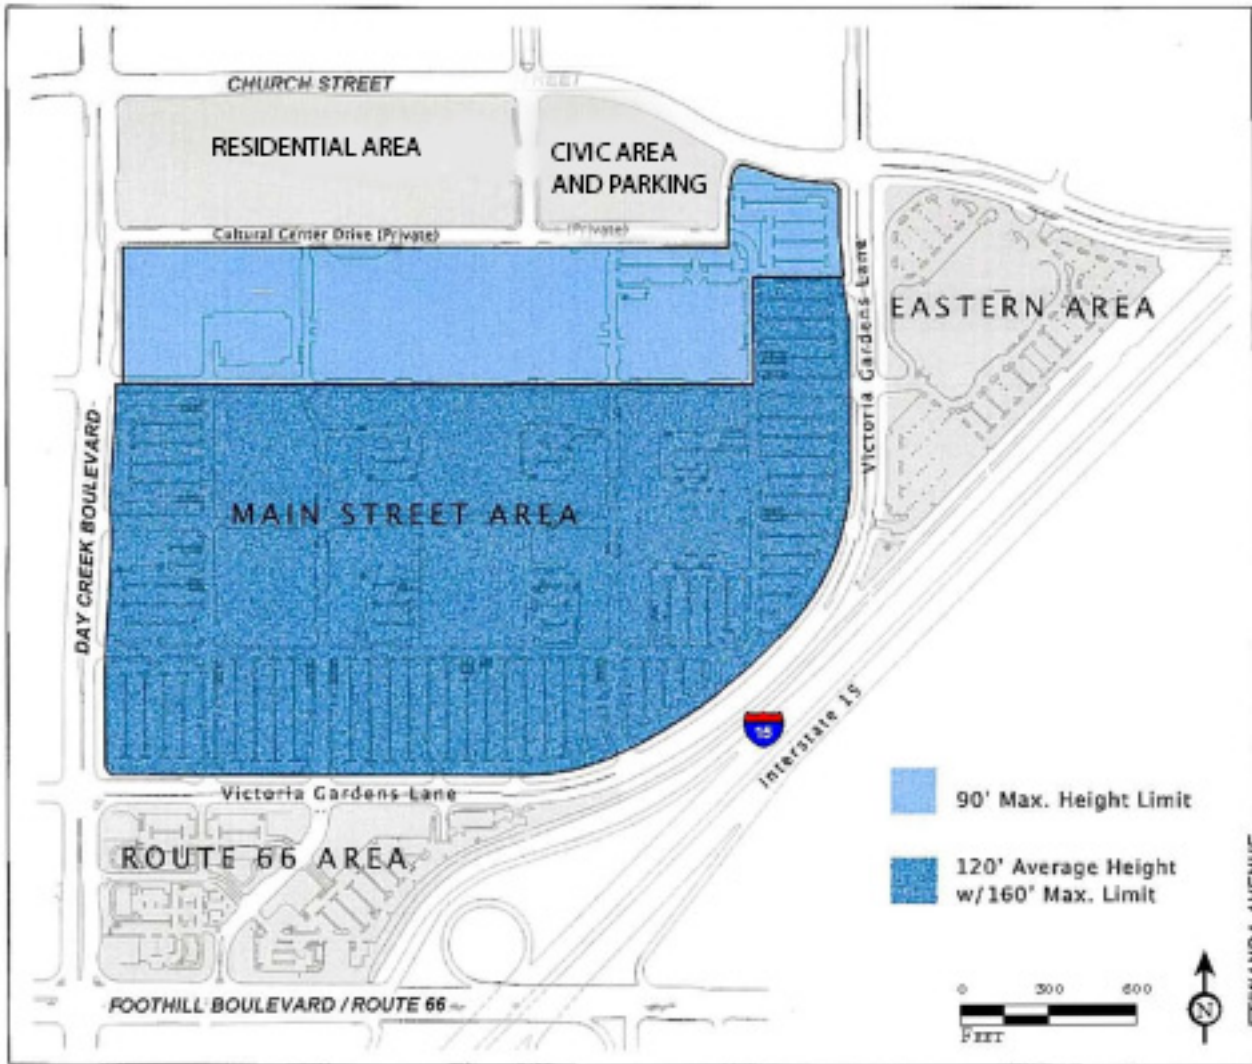 CHURCH STREET
STREET
RESIDENTIAL AREA
CIVIC AREA
AND PARKING
Cultural Center Drive (Private)
(Private)
EASTERN AREA
Victoria Gardens Lane
DAY CREEK BOULEVARD
MAIN STREET AREA
15
Interstate 15
Victoria Gardens Lane
90' Max. Height Limit
ROUTE 66 AREA
120' Average Height
w/160' Max. Limit
FOOTHILL BOULEVARD / ROUTE 66
0 300 600
FEET
N
AVENUE